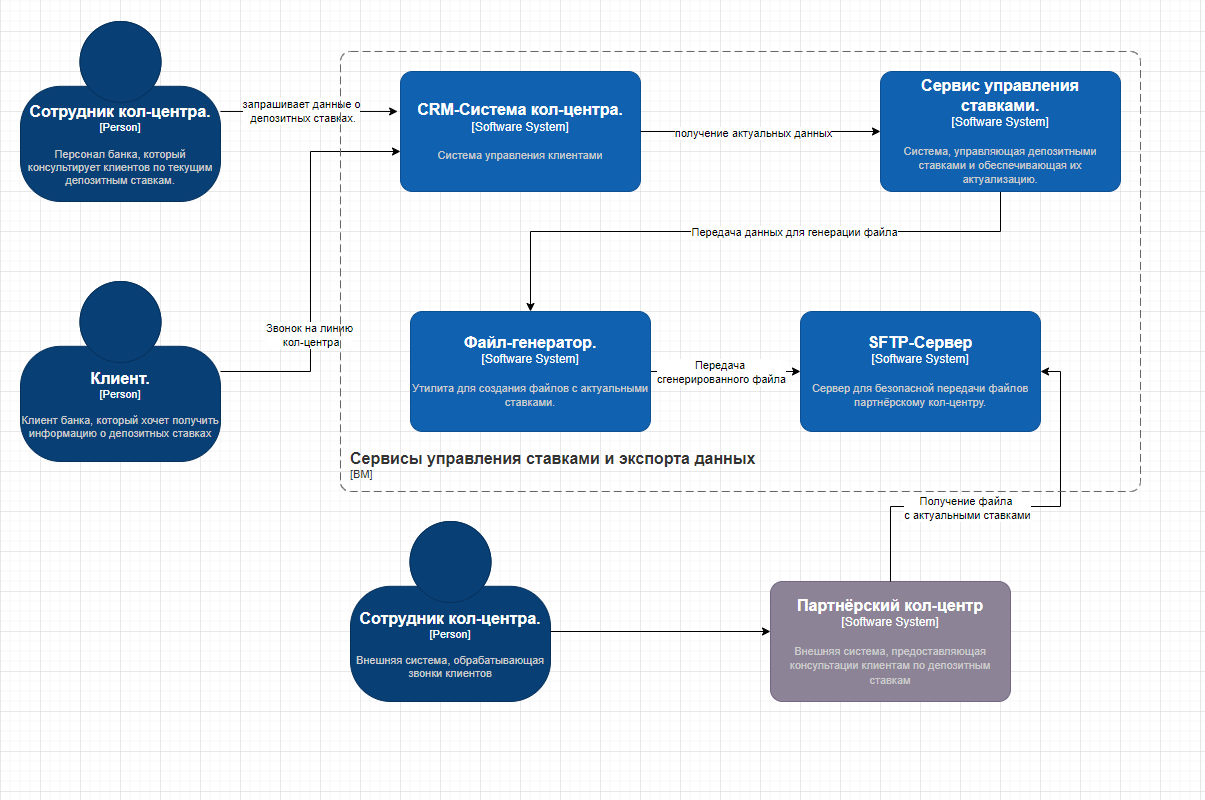 Сотрудник кол-центра.
[Person]
Персонал банка, который
консультирует клиентов по текущим
депозитным ставкам.
запрашивает данные о
депозитных ставках.
CRM-Система кол-центра.
[Software System]
Система управления клиентами
получение актуальных данных
Сервис управления
ставками.
[Software System]
Система, управляющая депозитными
ставками и обеспечивающая их
актуализацию.
Передача данных для генерации файла
Клиент.
[Person]
Клиент банка, который хочет получить
информацию о депозитных ставках
Звонок на линию
кол-центра
Файл-генератор.
[Software System]
Утилита для создания файлов с актуальными
ставками.
Передача
сгенерированного файла
SFTP-Сервер
[Software System]
Сервер для безопасной передачи файлов
партнёрскому кол-центру.
Сервисы управления ставками и экспорта данных
[ВМ]
Получение файла
с актуальными ставками
Сотрудник кол-центра.
[Person]
Внешняя система, обрабатывающая
звонки клиентов
Партнёрский кол-центр
[Software System]
Внешняя система, предоставляющая
консультации клиентам по депозитным
ставкам